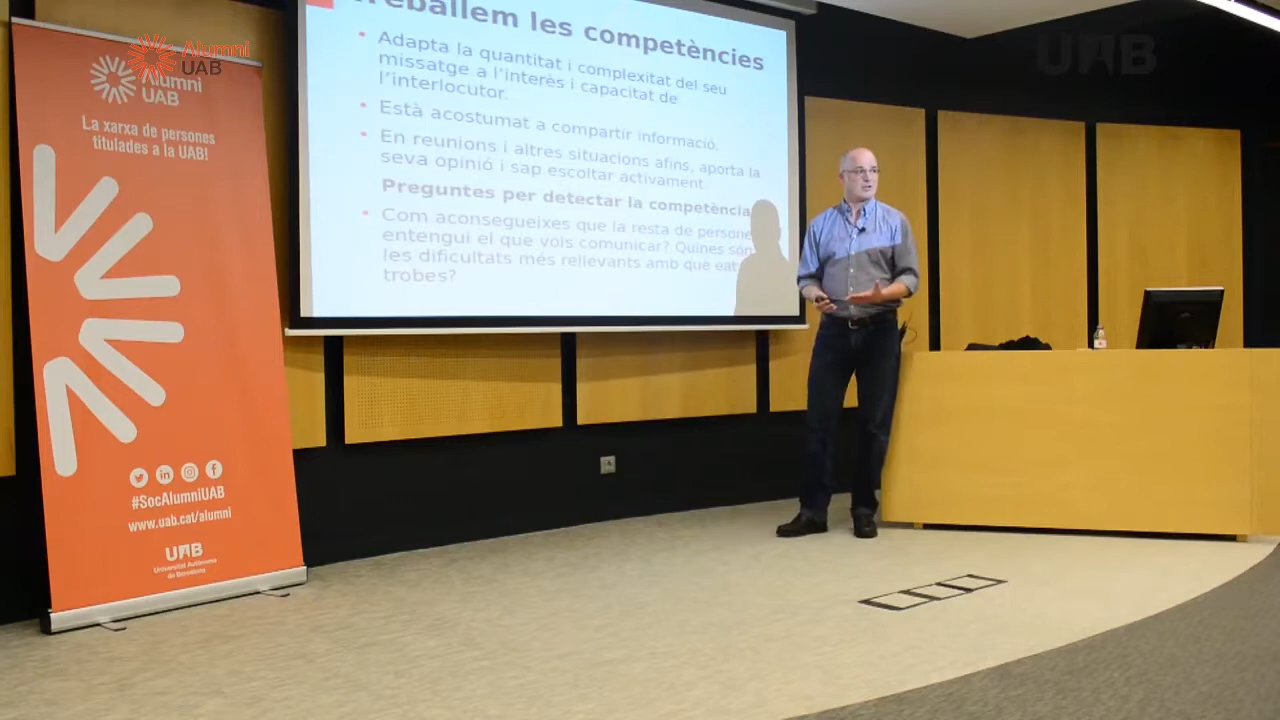 Alumni
UAB
Alumni
UAB
La xarxa de persones
titulades a la UAB!
#SocAlumniUAB
www.uab.cat/alumni
UAB
Universitat Autònoma
de Barcelona
Treballem les competències
• Adapta la quantitat i complexitat del seu
missatge a l’interès i capacitat de
l’interlocutor.
• Està acostumat a compartir informació.
• En reunions i altres situacions afins, aporta la
seva opinió i sap escoltar activament.
Preguntes per detectar la competència
• Com aconsegueixes que la resta de persones
entengui el que vols comunicar? Quines són
les dificultats més rellevants amb que et
trobes?
UAB